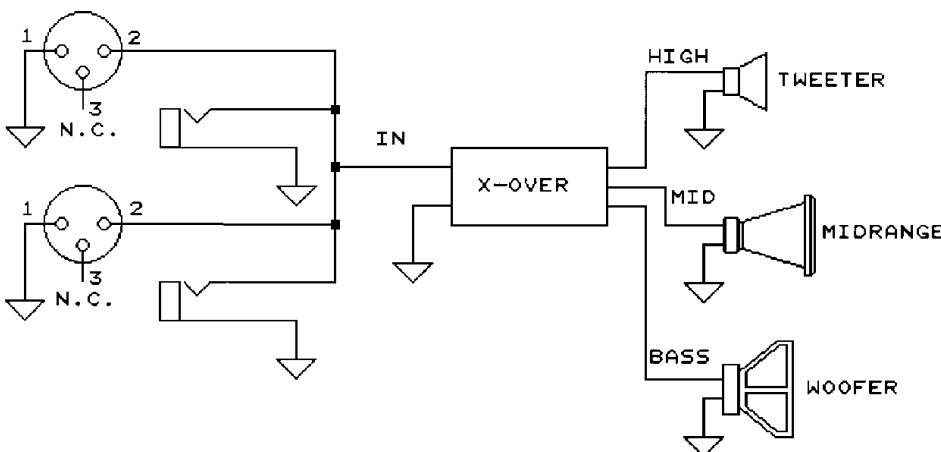 1 2
3
N.C.
IN
X-OVER
HIGH
TWEETER
MID
MIDRANGE
BASS
WOOFER
1 2
3
N.C.